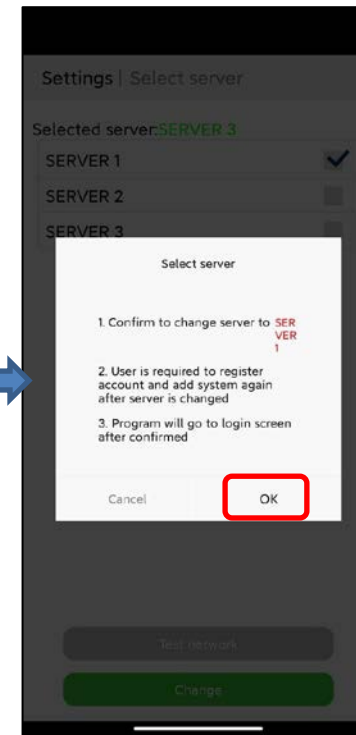 Settings | Select server
Selected server:SERVER 3
SERVER 1
SERVER 2
SERVER 3
Select server
1. Confirm to change server to SER
VER
1
2. User is required to register
account and add system again
after server is changed
3. Program will go to login screen
after confirmed
Cancel
OK
Test network
Change